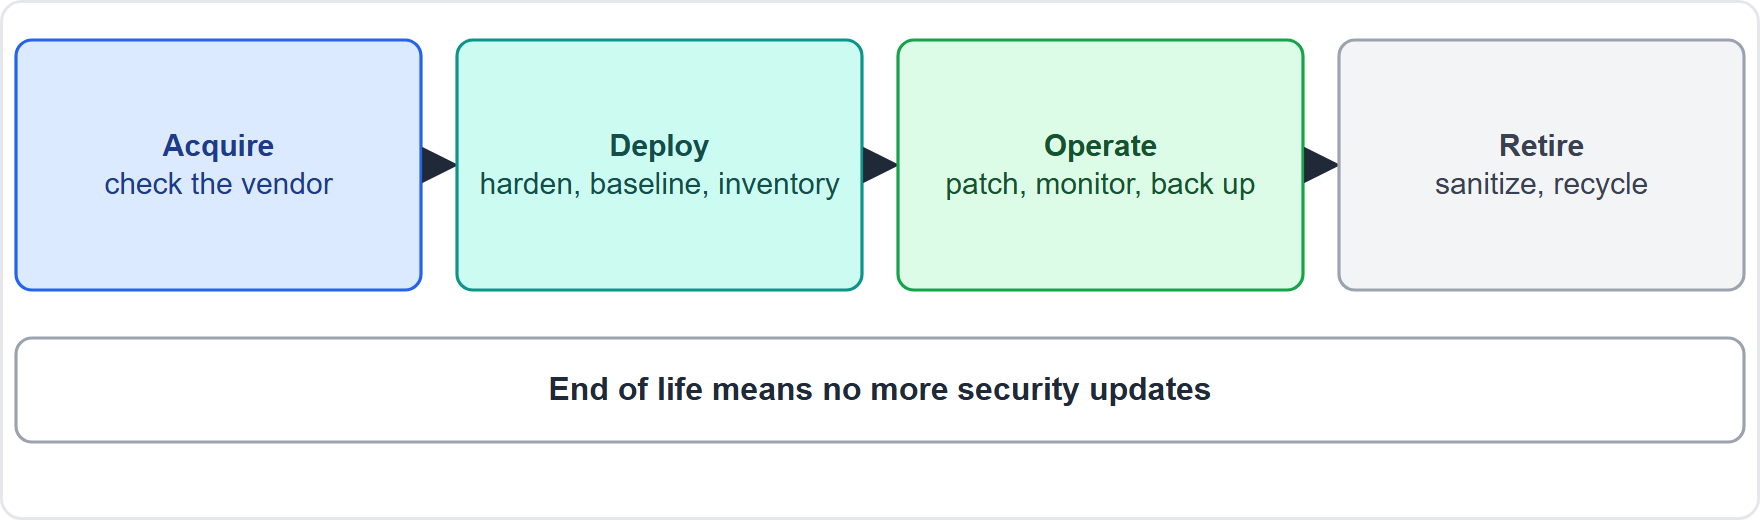 Acquire
check the vendor
Deploy
harden, baseline, inventory
Operate
patch, monitor, back up
Retire
sanitize, recycle
End of life means no more security updates